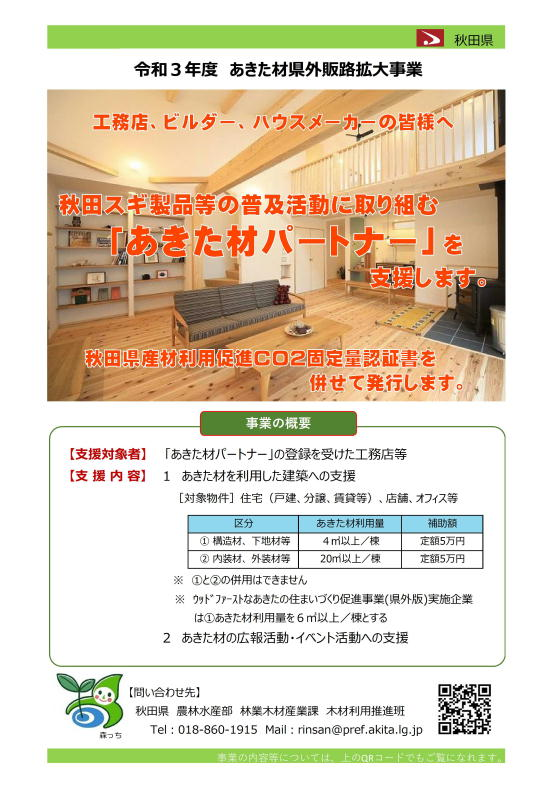 秋田県
令和３年度 あきた材県外販路拡大事業
工務店、ビルダー、ハウスメーカーの皆様へ
秋田スギ製品等の普及活動に取り組む
「あきた材パートナー」を
支援します。
秋田県産材利用促進CO2固定量認証書を
併せて発行します。
事業の概要
【支援対象者】 「あきた材パートナー」の登録を受けた工務店等
【支 援 内 容】 1 あきた材を利用した建築への支援
［対象物件］住宅（戸建、分譲、賃貸等）、店舗、オフィス等
区分 あきた材利用量 補助額
① 構造材、下地材等 4㎥以上／棟 定額5万円
② 内装材、外装材等 20㎡以上／棟 定額5万円
※ ①と②の併用はできません
※ ｳｯﾄﾞﾌｧｰｽﾄなあきたの住まいづくり促進事業(県外版)実施企業
は①あきた材利用量を６㎥以上／棟とする
2 あきた材の広報活動・イベント活動への支援
【問い合わせ先】
秋田県 農林水産部 林業木材産業課 木材利用推進班
Tel：018-860-1915 Mail：rinsan@pref.akita.lg.jp
森っち
事業の内容等については、上のQRコードでもご覧になれます。